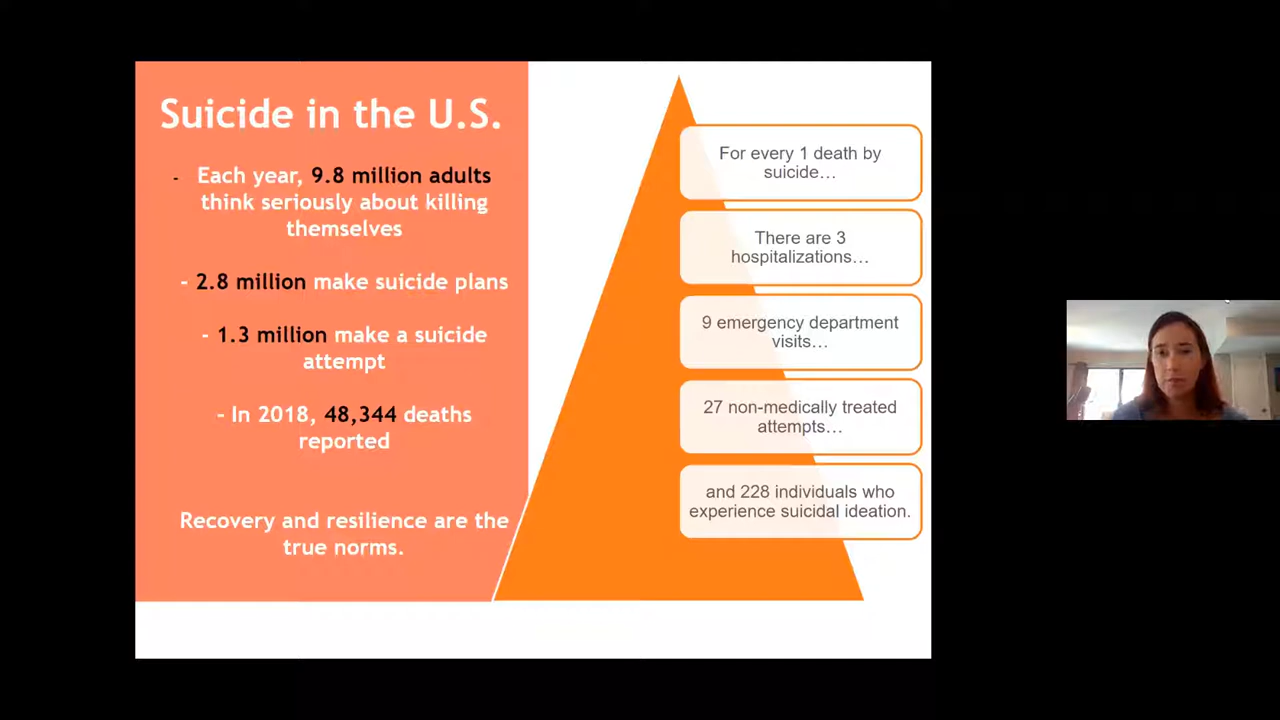 Suicide in the U.S.
- Each year, 9.8 million adults
think seriously about killing
themselves
- 2.8 million make suicide plans
- 1.3 million make a suicide
attempt
- In 2018, 48,344 deaths
reported
Recovery and resilience are the
true norms.
For every 1 death by
suicide…
There are 3
hospitalizations…
9 emergency department
visits…
27 non-medically treated
attempts…
and 228 individuals who
experience suicidal ideation.